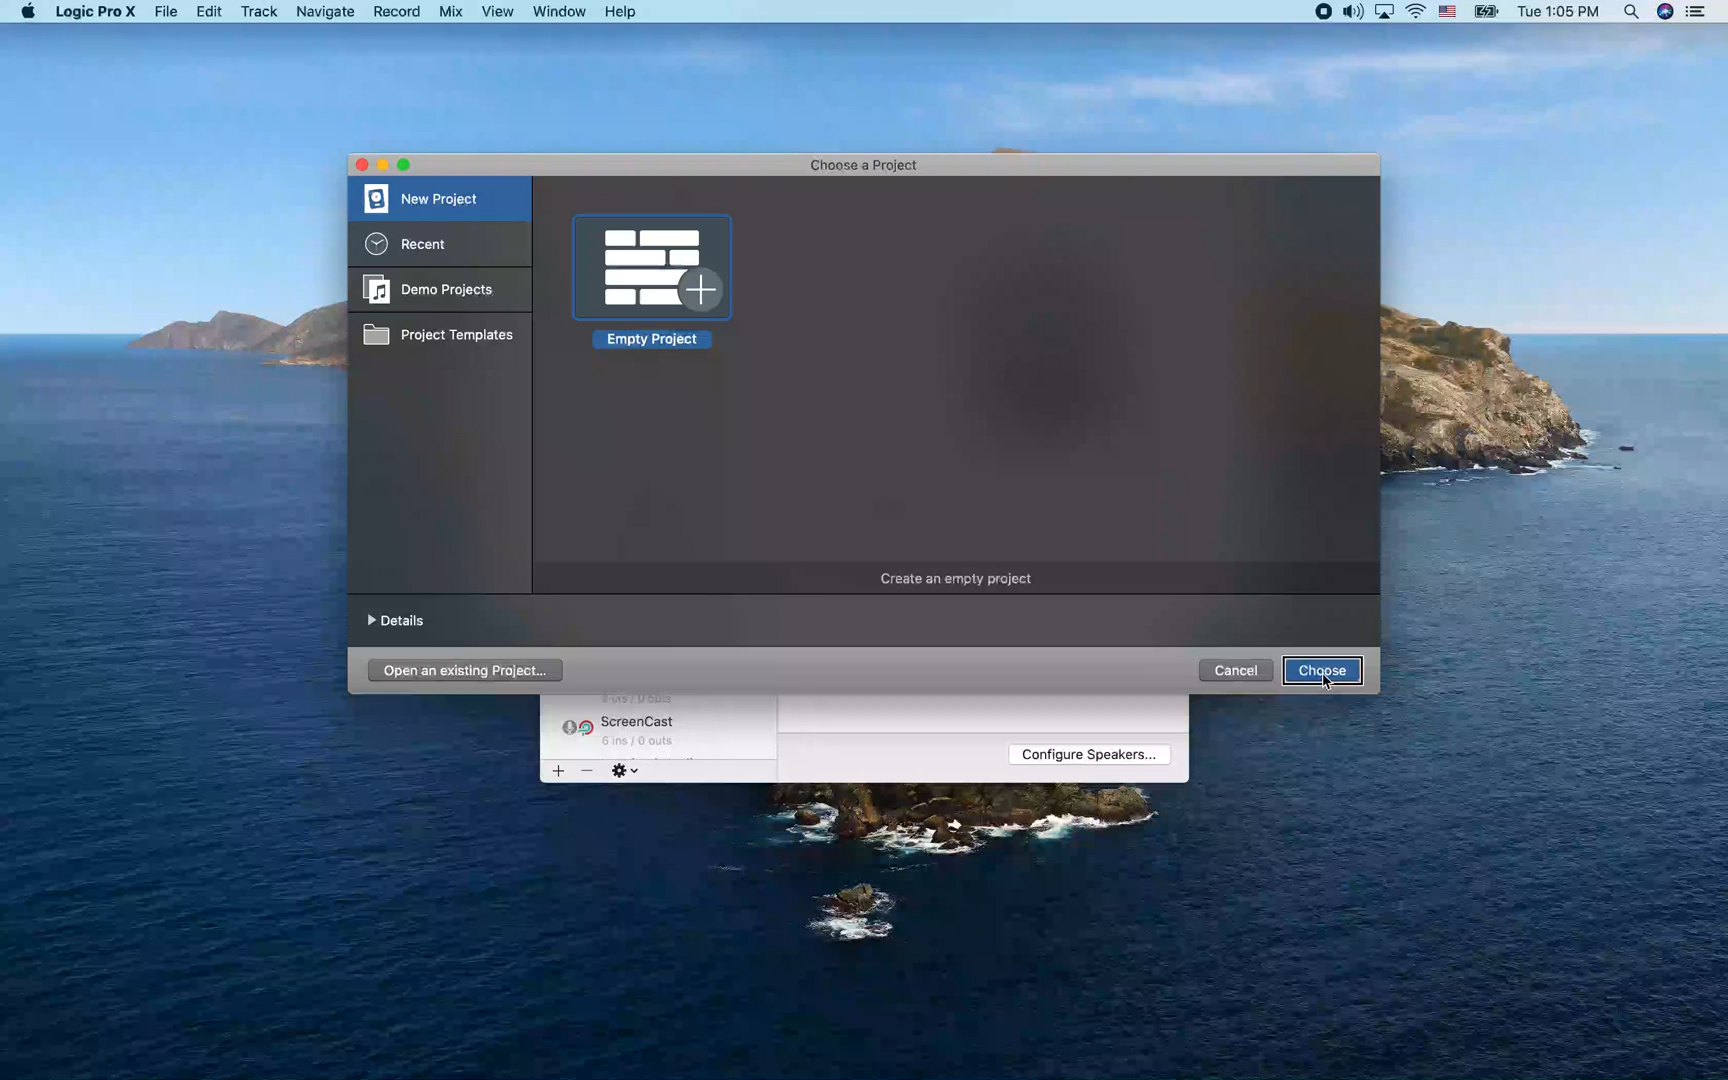 Logic Pro X File Edit Track Navigate Record Mix View Window Help Tue 1:05 PM
Choose a Project
New Project
Recent
Demo Projects
Project Templates
Empty Project
Create an empty project
Details
Open an existing Project... Cancel Choose
ScreenCast
6 ins / 0 outs
Configure Speakers...